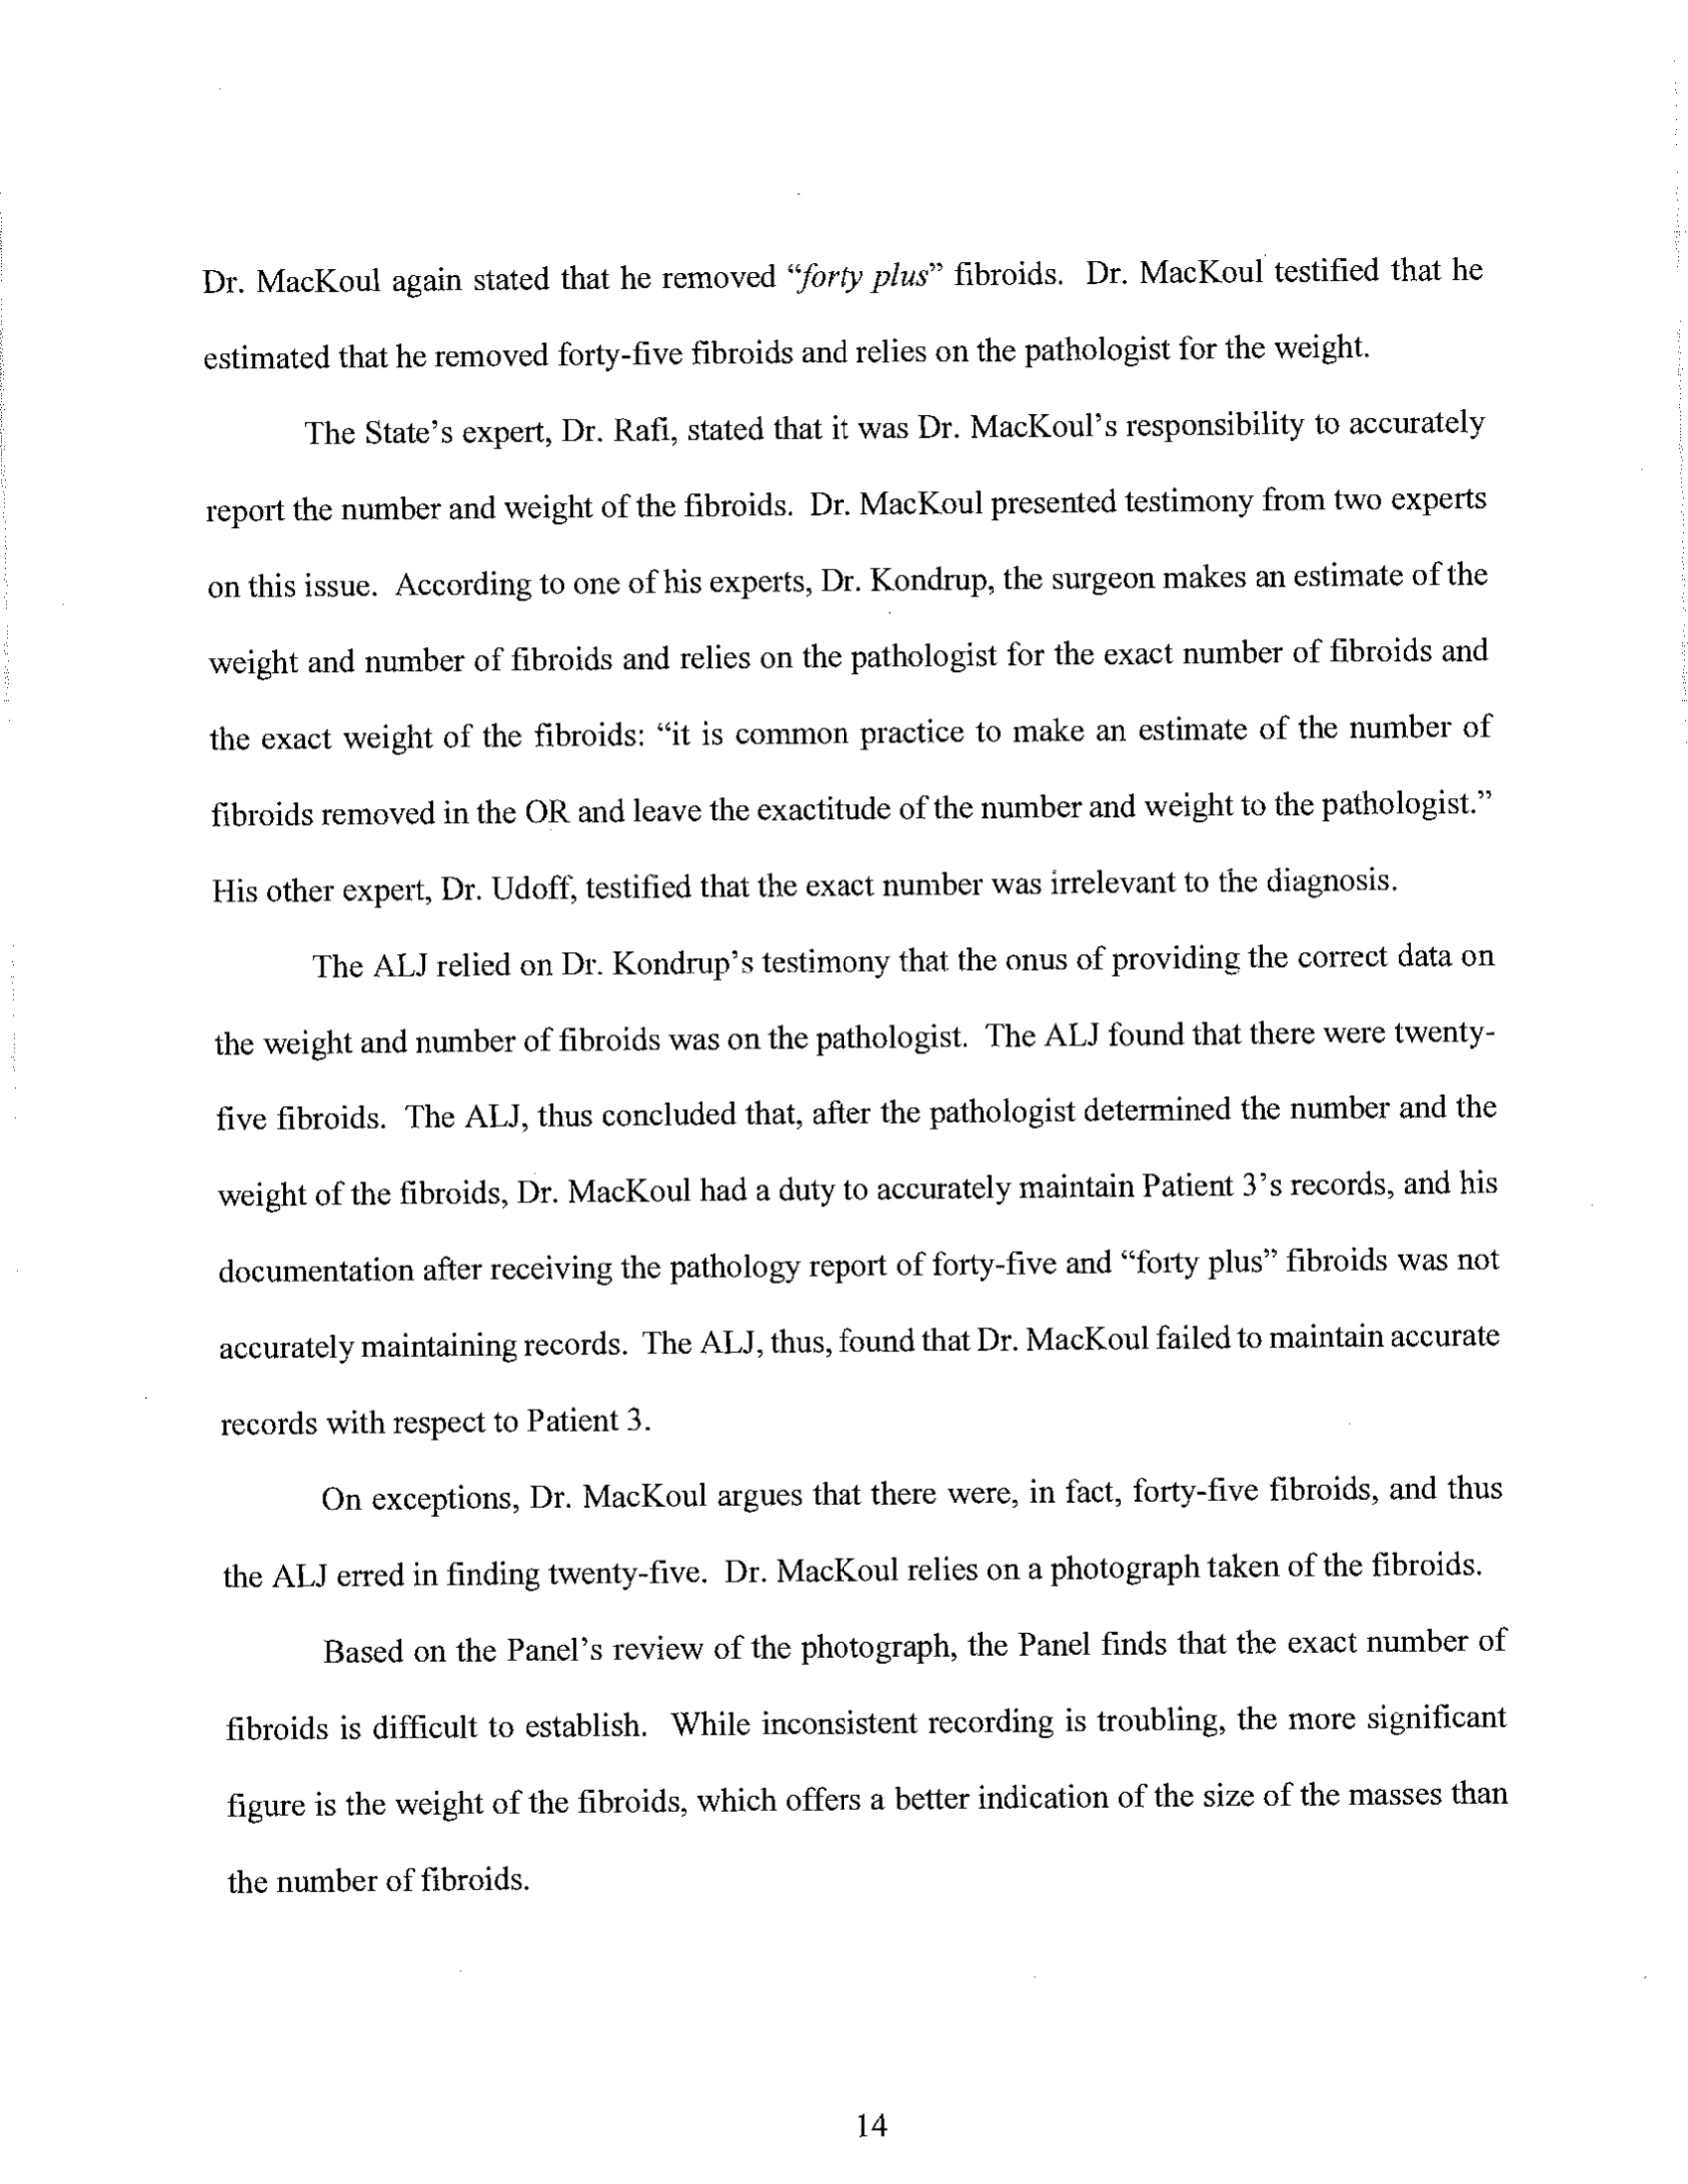 Dr. MacKoul again stated that he removed “forty plus” fibroids. Dr. MacKoul testified that he
estimated that he removed forty-five fibroids and relies on the pathologist for the weight.
The State’s expert, Dr. Rafi, stated that it was Dr. MacKoul’s responsibility to accurately
report the number and weight of the fibroids. Dr. MacKoul presented testimony from two experts
on this issue. According to one of his experts, Dr. Kondrup, the surgeon makes an estimate of the
weight and number of fibroids and relies on the pathologist for the exact number of fibroids and
the exact weight of the fibroids: “it is common practice to make an estimate of the number of
fibroids removed in the OR and leave the exactitude of the number and weight to the pathologist.”
His other expert, Dr. Udoff, testified that the exact number was irrelevant to the diagnosis.
The ALJ relied on Dr. Kondrup’s testimony that the onus of providing the correct data on
the weight and number of fibroids was on the pathologist. The ALJ found that there were twenty-
five fibroids. The ALJ, thus concluded that, after the pathologist determined the number and the
weight of the fibroids, Dr. MacKoul had a duty to accurately maintain Patient 3’s records, and his
documentation after receiving the pathology report of forty-five and “forty plus” fibroids was not
accurately maintaining records. The ALJ, thus, found that Dr. MacKoul failed to maintain accurate
records with respect to Patient 3.
On exceptions, Dr. MacKoul argues that there were, in fact, forty-five fibroids, and thus
the ALJ erred in finding twenty-five. Dr. MacKoul relies on a photograph taken of the fibroids.
Based on the Panel’s review of the photograph, the Panel finds that the exact number of
fibroids is difficult to establish. While inconsistent recording is troubling, the more significant
figure is the weight of the fibroids, which offers a better indication of the size of the masses than
the number of fibroids.
14